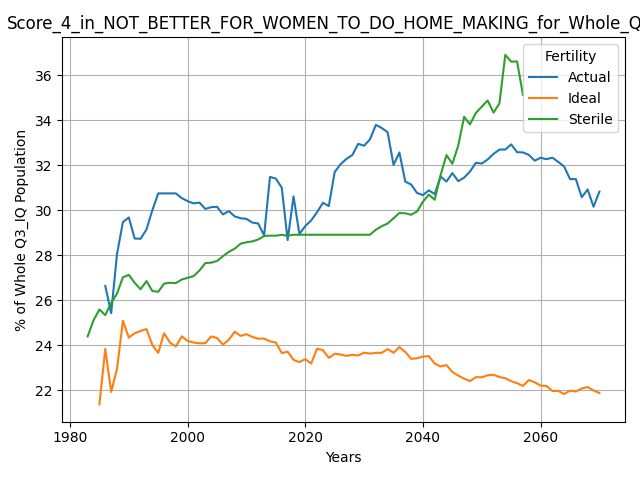 Score_4_in_NOT_BETTER_FOR_WOMEN_TO_DO_HOME_MAKING_for_Whole_Q
% of Whole Q3_IQ Population
36
34
32
30
28
26
24
22
Fertility
Actual
Ideal
Sterile
1980
2000
2020
2040
2060
Years